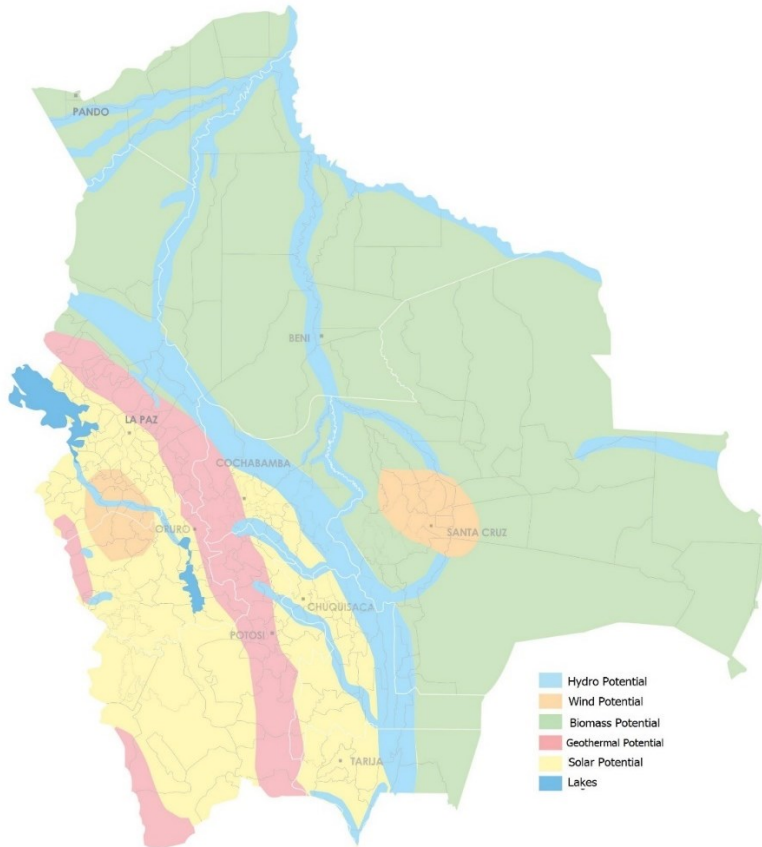 PANDO
BENI
LA PAZ
COCHABAMBA
ORURO
SANTA CRUZ
CHUQUISACA
POTOSI
TARIJA
Hydro Potential
Wind Potential
Biomass Potential
Geothermal Potential
Solar Potential
Lakes